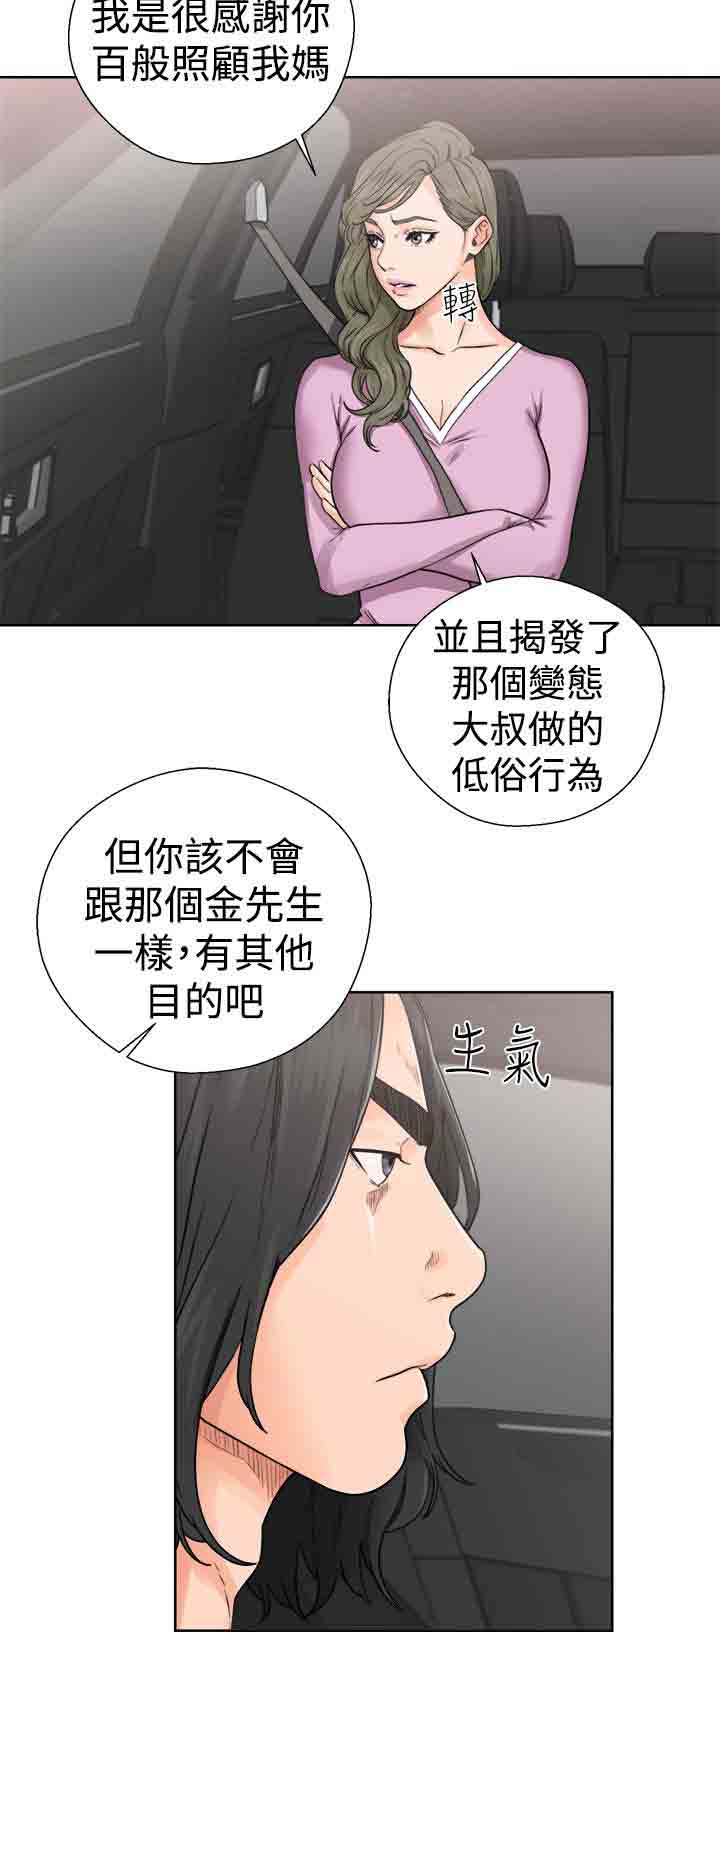 我是很感謝你
百般照顧我媽
轉
並且揭發了
那個變態
大叔做的
低俗行為
但你該不會
跟那個金先生
一樣，有其他
目的吧
生氣